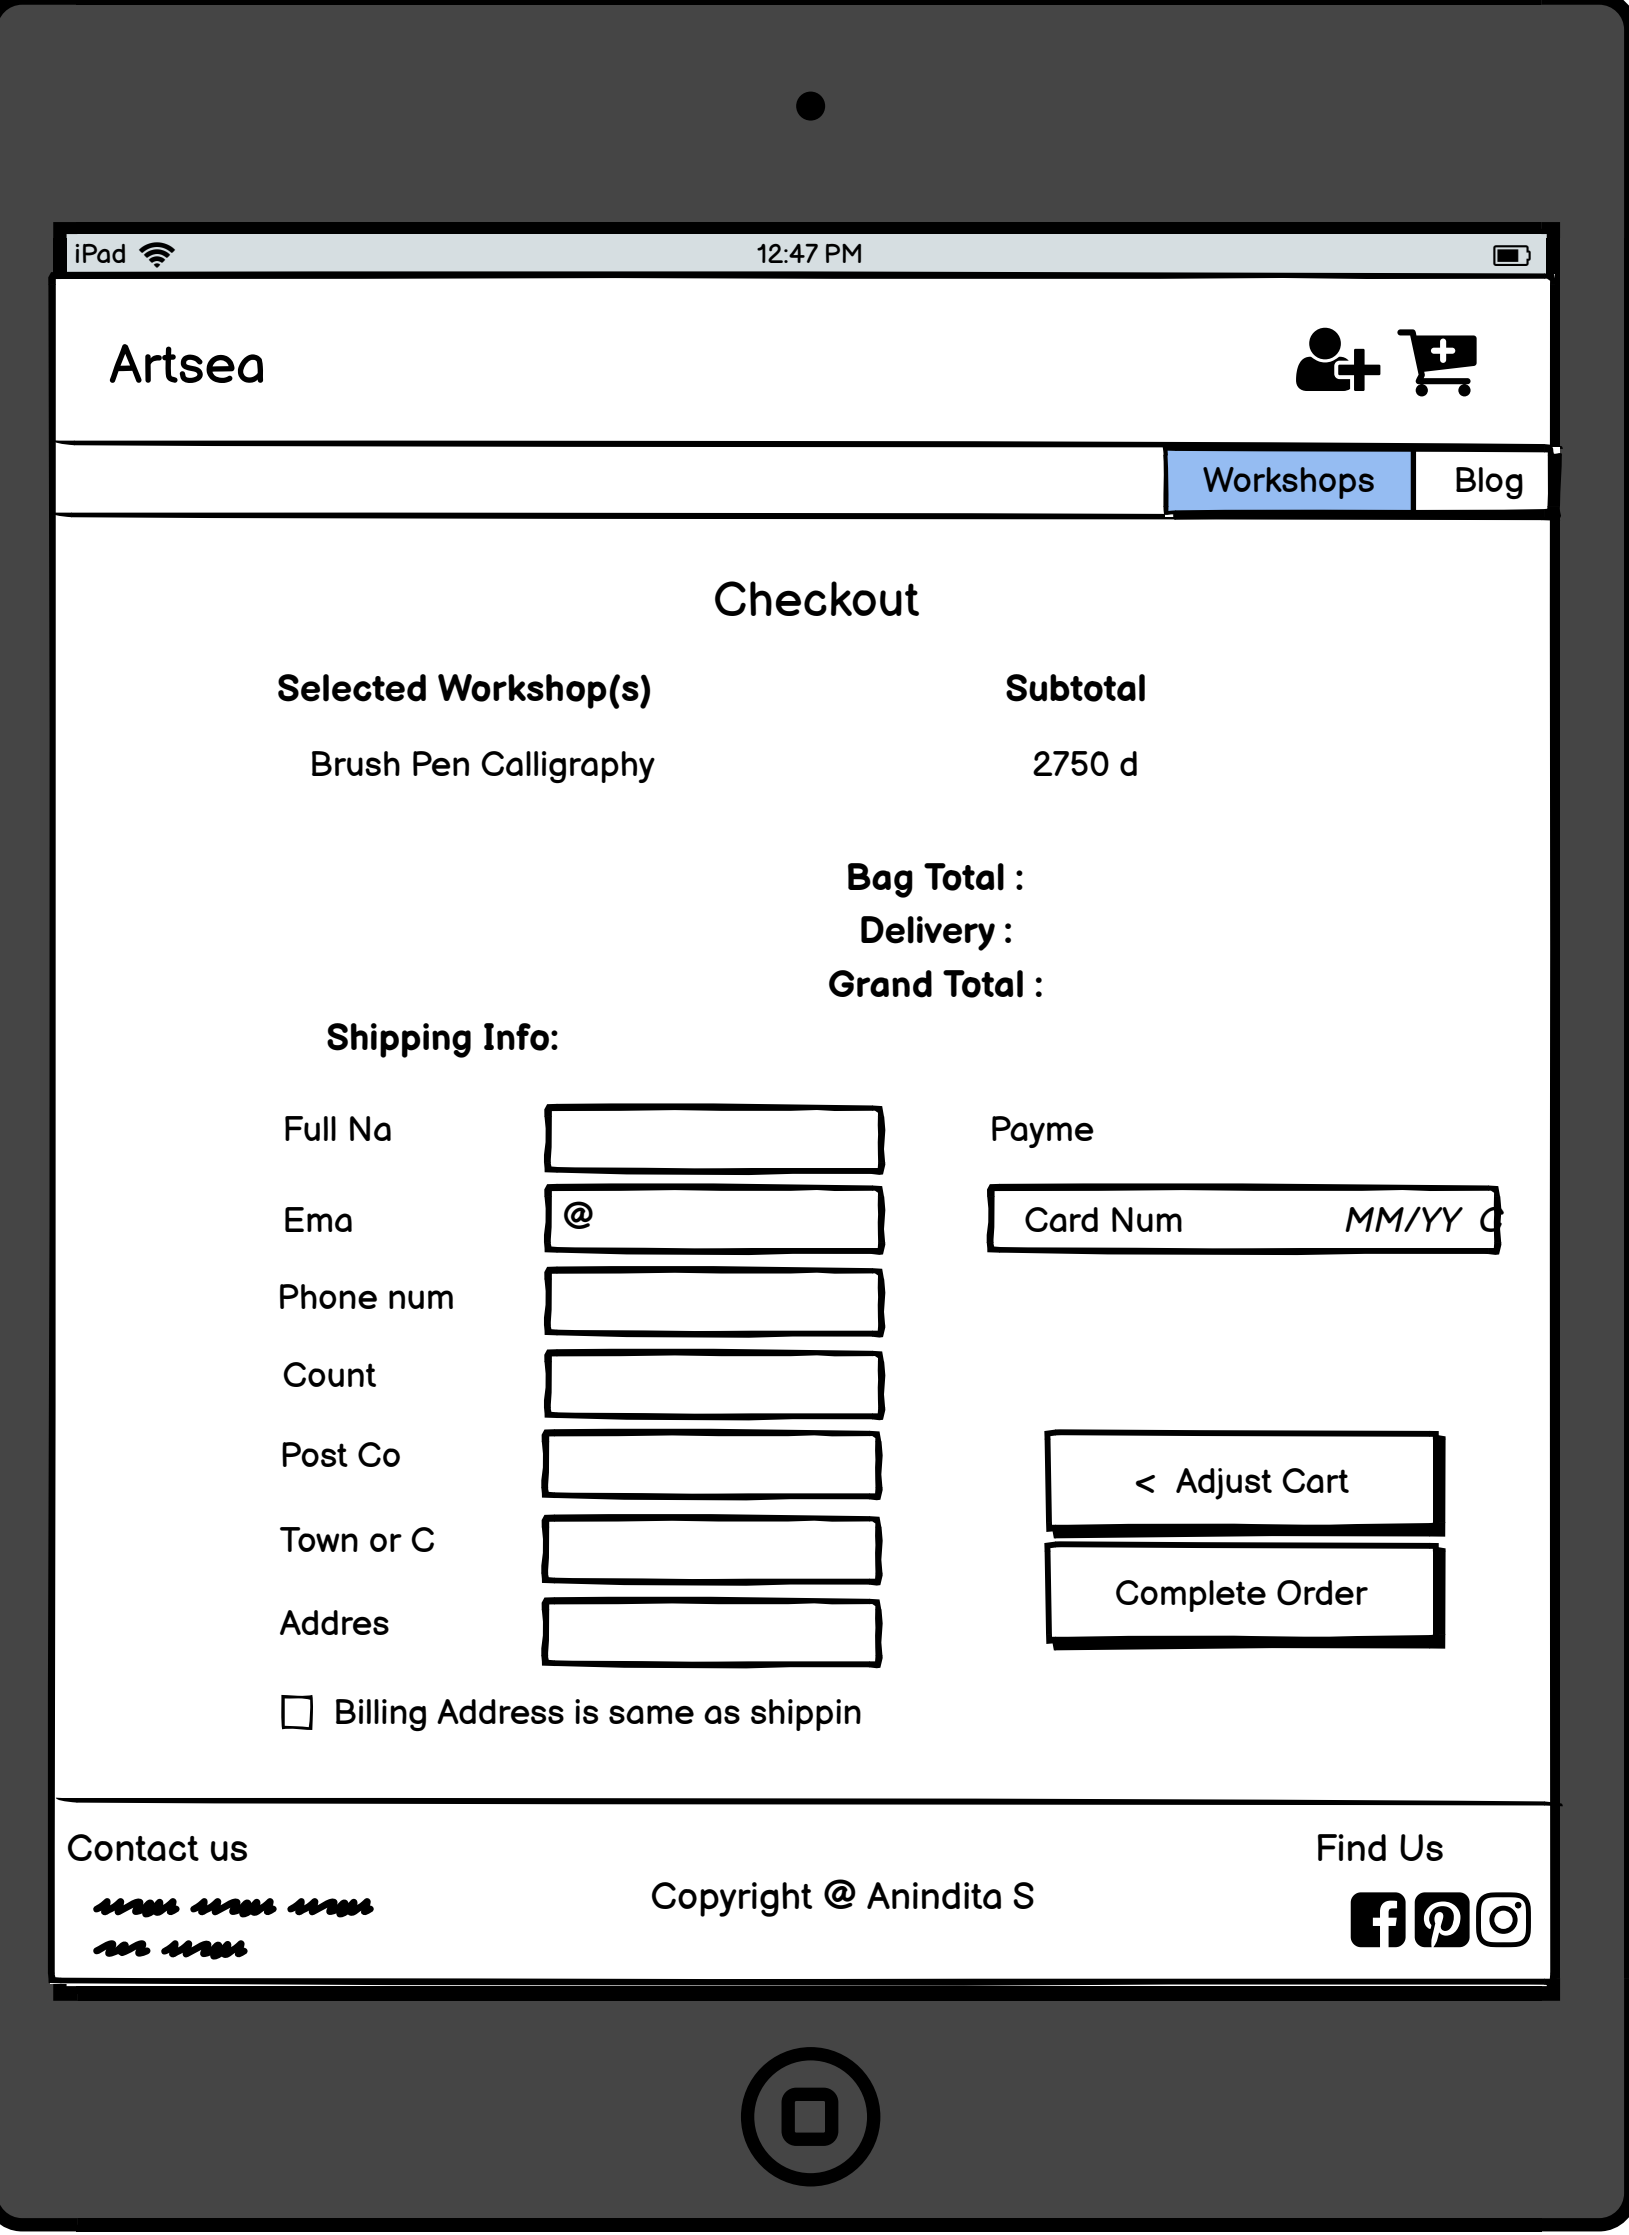 iPad 12:47 PM
Artsea
Workshops Blog
Checkout
Selected Workshop(s) Subtotal
Brush Pen Calligraphy 2750 d
Bag Total :
Delivery :
Grand Total :
Shipping Info:
Full Na Payme
Ema @ Card Num MM/YY C
Phone num
Count
Post Co
< Adjust Cart
Town or C
Complete Order
Addres
Billing Address is same as shippin
Contact us Find Us
Copyright @ Anindita S